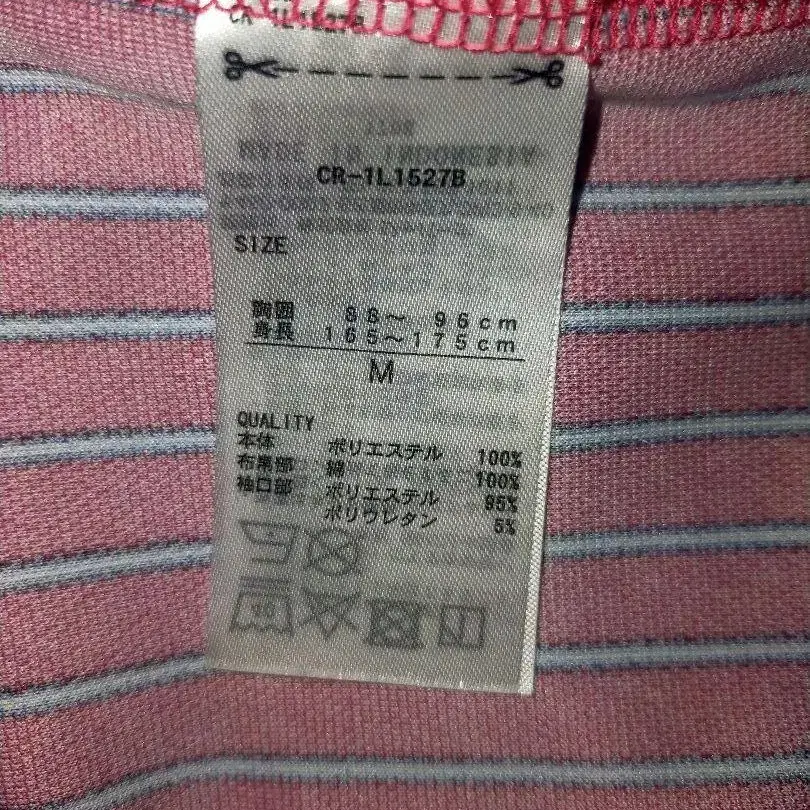 CR-1L1527B
SIZE
胸囲 88～ 96cm
身長 165～175cm
M
QUALITY
本体 ポリエステル 100%
布帛部 綿 100%
袖口部 ポリエステル 95%
ポリウレタン 5%